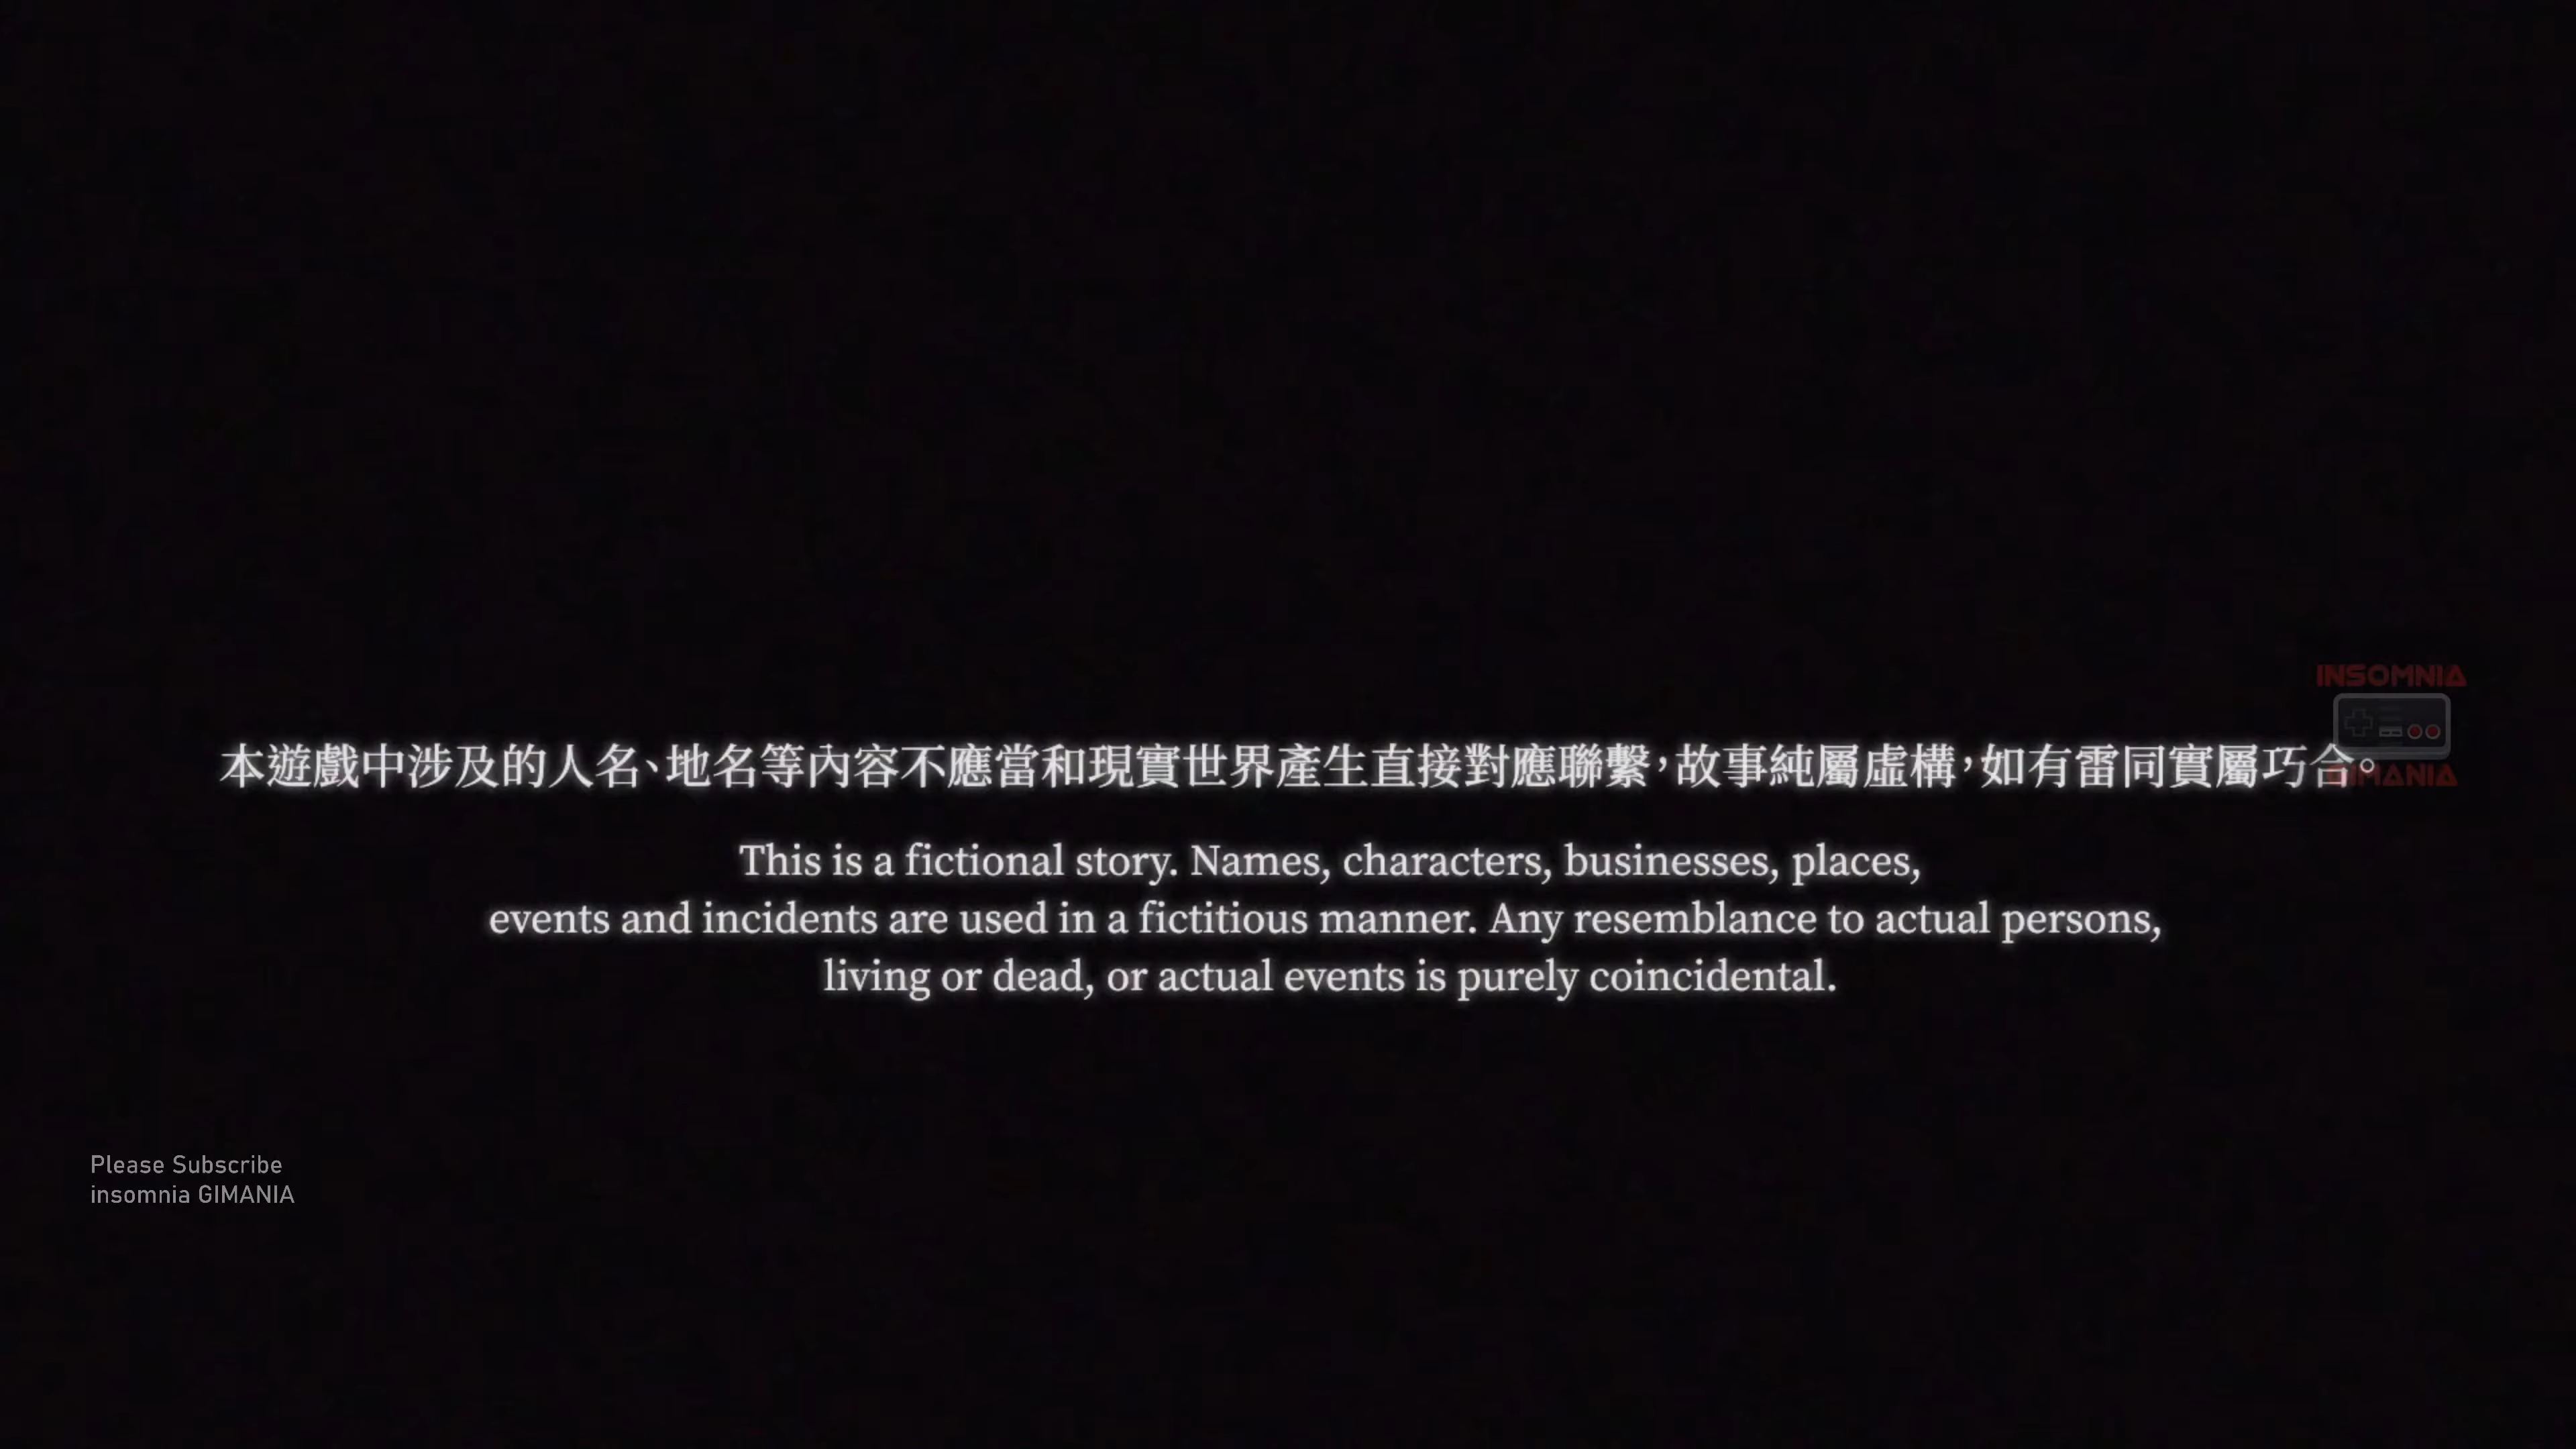 INSOMNIA
GIMANIA
本遊戲中涉及的人名、地名等內容不應當和現實世界產生直接對應聯繫，故事純屬虛構，如有雷同實屬巧合。
This is a fictional story. Names, characters, businesses, places,
events and incidents are used in a fictitious manner. Any resemblance to actual persons,
living or dead, or actual events is purely coincidental.
Please Subscribe
insomnia GIMANIA